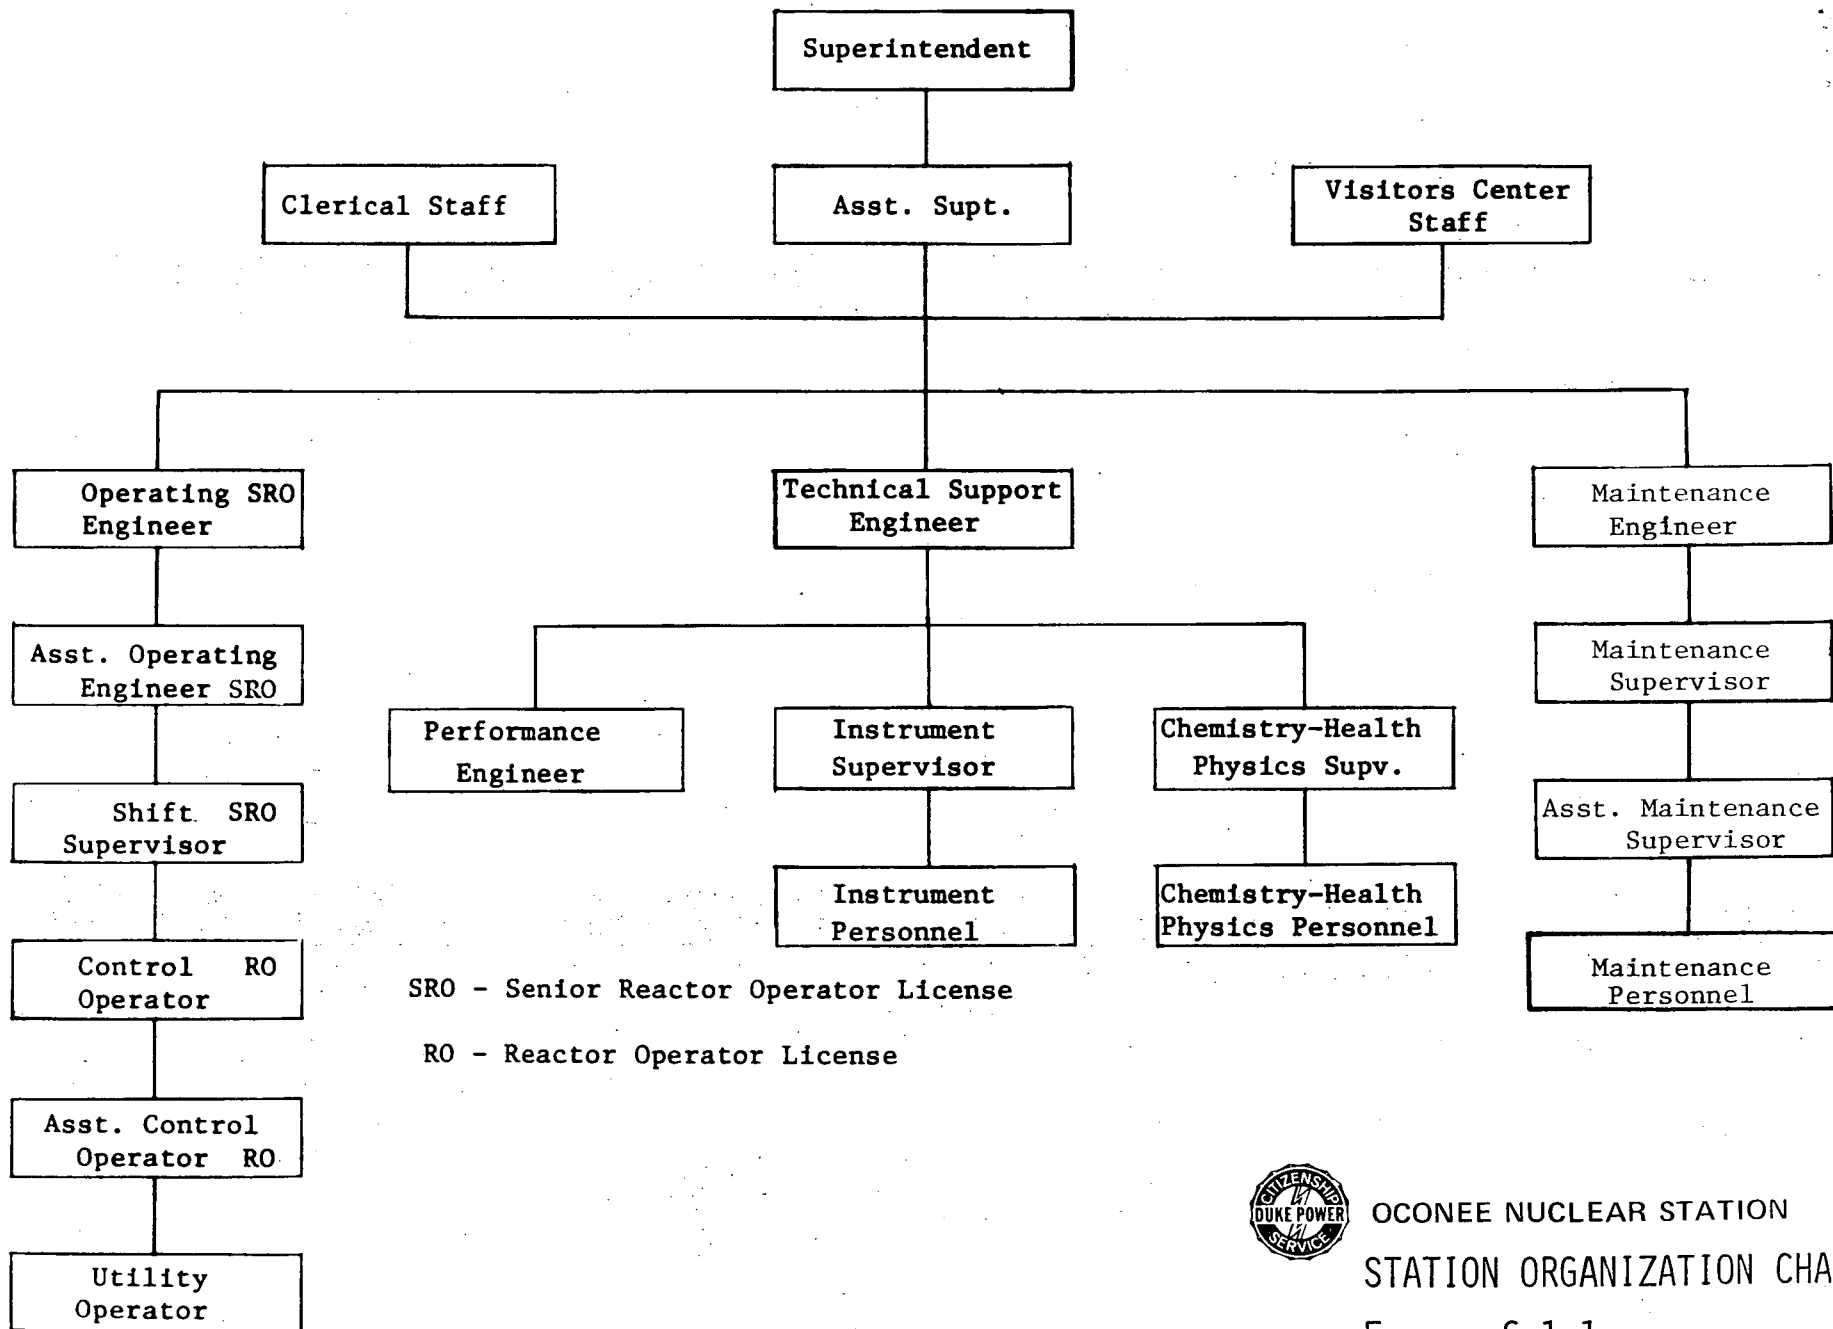 Superintendent
Clerical Staff
Asst. Supt.
Visitors Center
Staff
Operating SRO
Engineer
Technical Support
Engineer
Maintenance
Engineer
Asst. Operating
Engineer SRO
Maintenance
Supervisor
Performance
Engineer
Instrument
Supervisor
Chemistry-Health
Physics Supv.
Shift SRO
Supervisor
Asst. Maintenance
Supervisor
Instrument
Personnel
Chemistry-Health
Physics Personnel
Control RO
Operator
Maintenance
Personnel
SRO - Senior Reactor Operator License
RO - Reactor Operator License
Asst. Control
Operator RO
Utility
Operator
CITIZENSHIP
DUKE POWER
SERVICE
OCONEE NUCLEAR STATION
STATION ORGANIZATION CHA